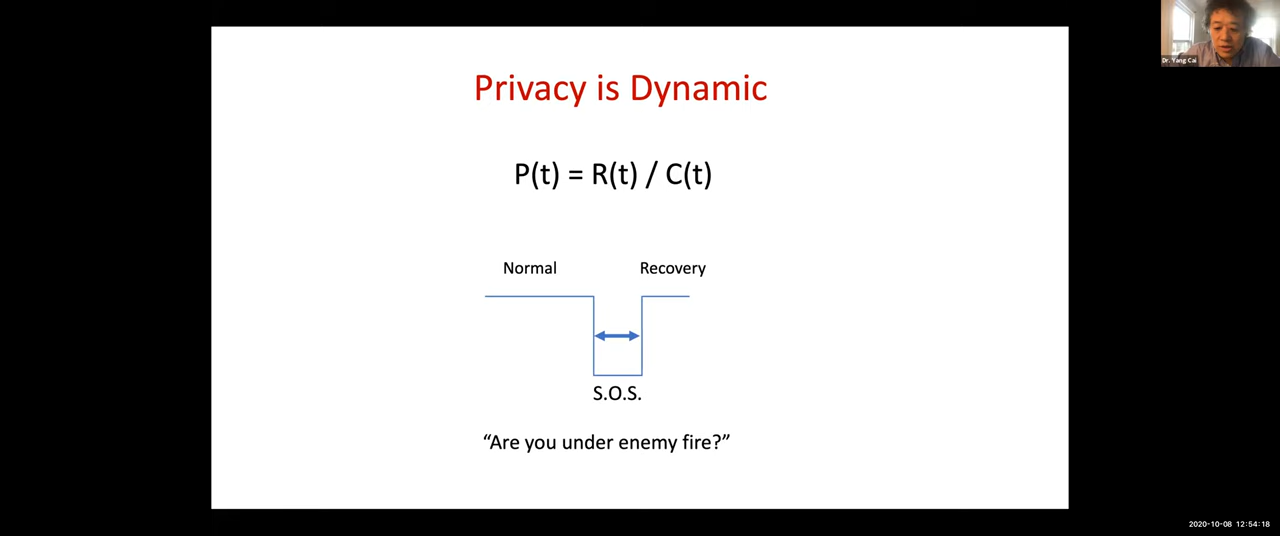 Privacy is Dynamic
P(t) = R(t) / C(t)
Normal
Recovery
S.O.S.
“Are you under enemy fire?”
Dr. Yang Cai
2020-10-08 12:54:18